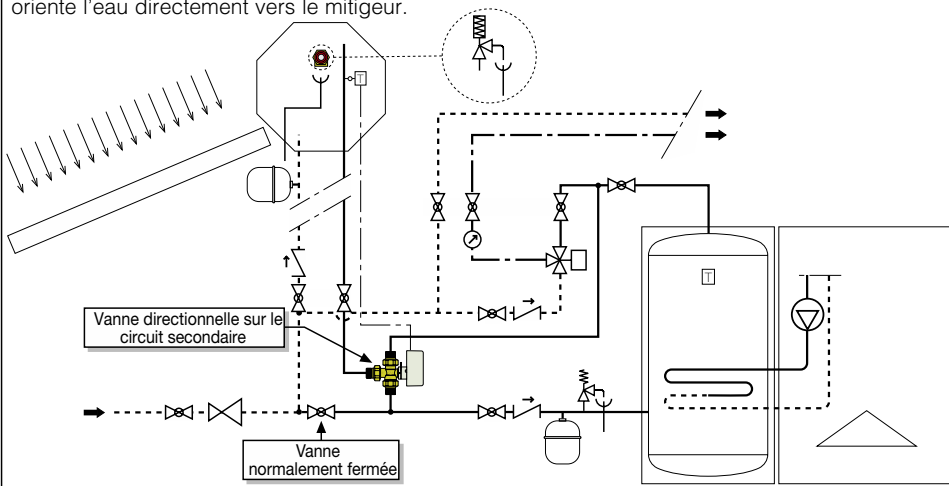 oriente l'eau directement vers le mitigeur.
T
T
Vanne directionnelle sur le
circuit secondaire
Vanne
normalement fermée